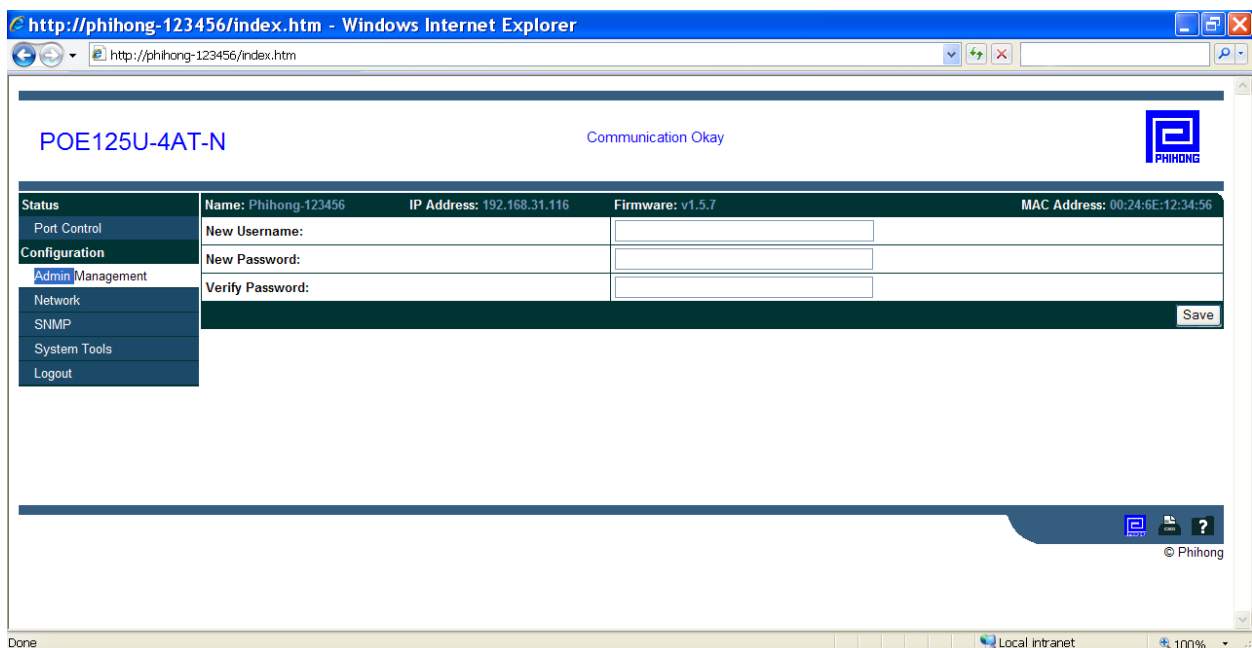 http://phihong-123456/index.htm - Windows Internet Explorer
http://phihong-123456/index.htm
POE125U-4AT-N
Communication Okay
PHIHONG
Status
Name: Phihong-123456 IP Address: 192.168.31.116 Firmware: v1.5.7 MAC Address: 00:24:6E:12:34:56
Port Control
New Username:
Configuration
New Password:
Admin Management
Verify Password:
Network
SNMP
Save
System Tools
Logout
?
© Phihong
Done
Local intranet
100%